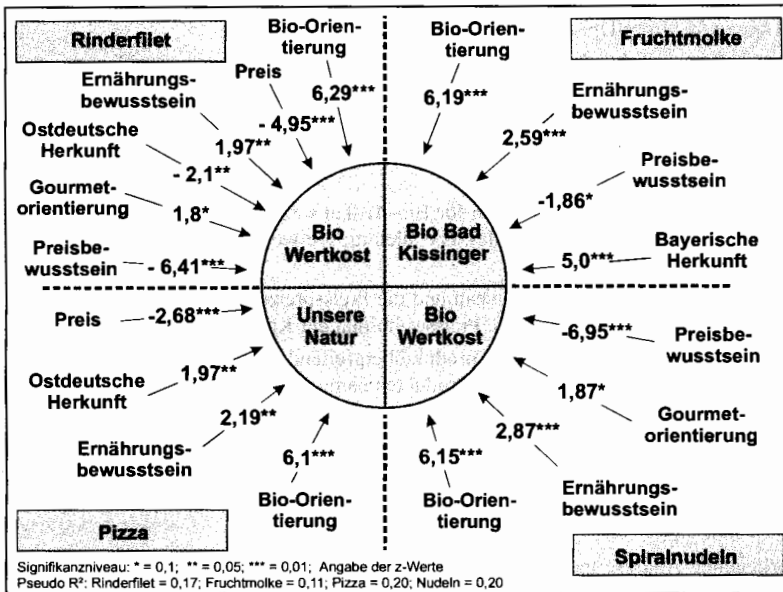 Rinderfilet
Bio-Orien-
tierung
6,29***
Preis
- 4,95***
Ernährungs-
bewusstsein
1,97**
Ostdeutsche
Herkunft
- 2,1**
Gourmet-
orientierung
1,8*
Preisbe-
wusstsein
- 6,41***
Bio
Wertkost
Fruchtmolke
Bio-Orien-
tierung
6,19***
Ernährungs-
bewusstsein
2,59***
Preisbe-
wusstsein
-1,86*
Bayerische
Herkunft
5,0***
Bio Bad
Kissinger
Preis
-2,68***
Ostdeutsche
Herkunft
1,97**
Ernährungs-
bewusstsein
2,19**
Bio-Orien-
tierung
6,1***
Unsere
Natur
Pizza
Bio
Wertkost
-6,95***
Preisbe-
wusstsein
1,87*
Gourmet-
orientierung
2,87***
Ernährungs-
bewusstsein
6,15***
Bio-Orien-
tierung
Spiralnudeln
Signifikanzniveau: * = 0,1; ** = 0,05; *** = 0,01; Angabe der z-Werte
Pseudo R²: Rinderfilet = 0,17; Fruchtmolke = 0,11; Pizza = 0,20; Nudeln = 0,20